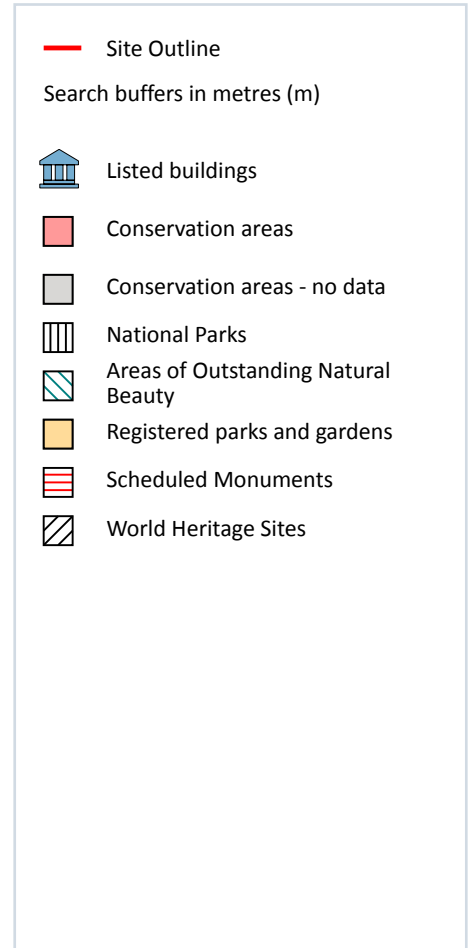 Site Outline
Search buffers in metres (m)
Listed buildings
Conservation areas
Conservation areas - no data
National Parks
Areas of Outstanding Natural
Beauty
Registered parks and gardens
Scheduled Monuments
World Heritage Sites